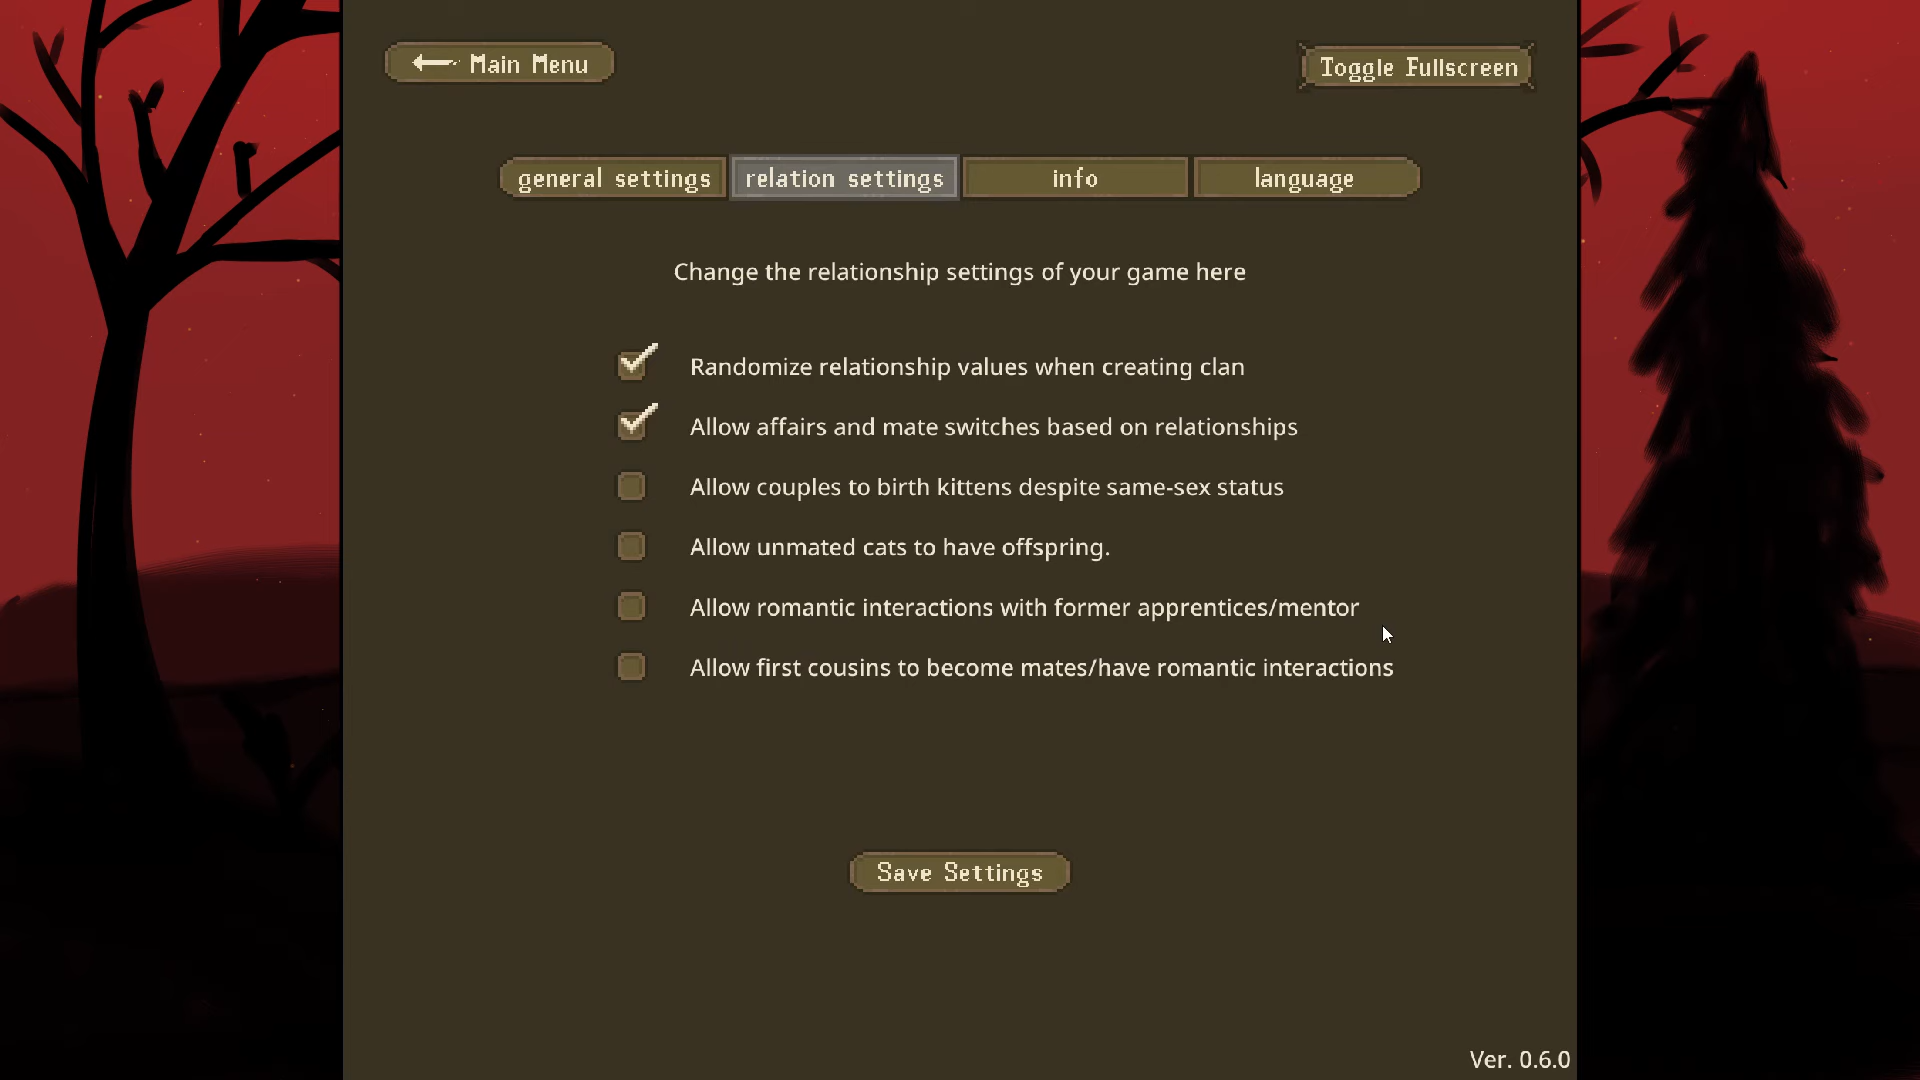 Main Menu
Toggle Fullscreen
general settings
relation settings
info
language
Change the relationship settings of your game here
Randomize relationship values when creating clan
Allow affairs and mate switches based on relationships
Allow couples to birth kittens despite same-sex status
Allow unmated cats to have offspring.
Allow romantic interactions with former apprentices/mentor
Allow first cousins to become mates/have romantic interactions
Save Settings
Ver. 0.6.0